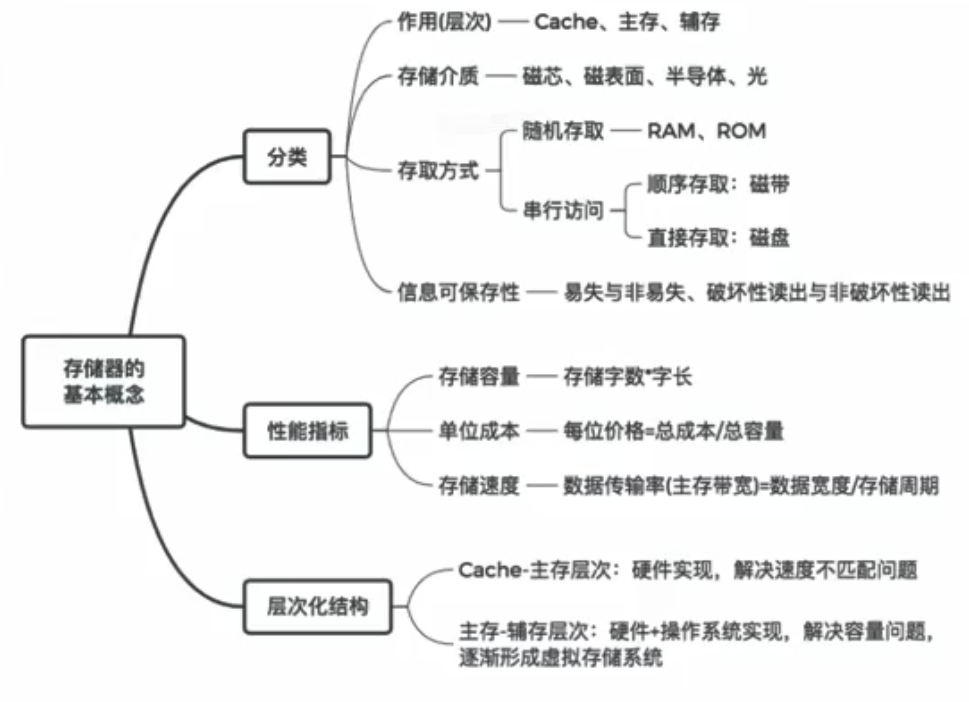 作用(层次)
Cache、主存、辅存
存储介质
磁芯、磁表面、半导体、光
分类
存取方式
随机存取
RAM、ROM
串行访问
顺序存取：磁带
直接存取：磁盘
信息可保存性
易失与非易失、破坏性读出与非破坏性读出
存储器的
基本概念
性能指标
存储容量
存储字数*字长
单位成本
每位价格=总成本/总容量
存储速度
数据传输率(主存带宽)=数据宽度/存储周期
层次化结构
Cache-主存层次：硬件实现，解决速度不匹配问题
主存-辅存层次：硬件+操作系统实现，解决容量问题，
逐渐形成虚拟存储系统